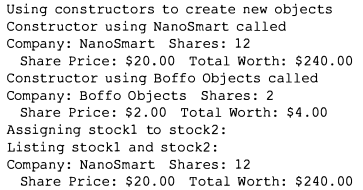 Using constructors to create new objects
Constructor using NanoSmart called
Company: NanoSmart  Shares: 12
  Share Price: $20.00  Total Worth: $240.00
Constructor using Boffo Objects called
Company: Boffo Objects  Shares: 2
  Share Price: $2.00  Total Worth: $4.00
Assigning stock1 to stock2:
Listing stock1 and stock2:
Company: NanoSmart  Shares: 12
  Share Price: $20.00  Total Worth: $240.00